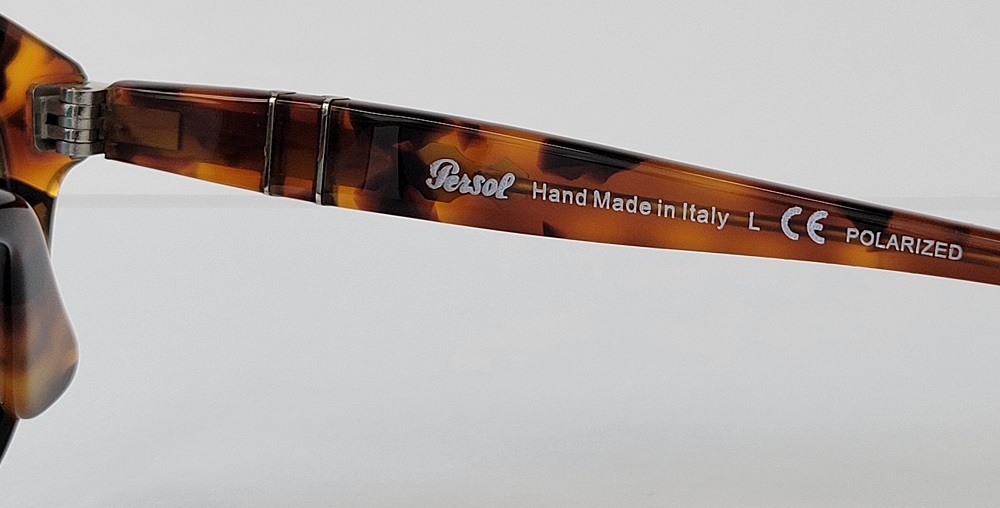 Persol Hand Made in Italy L CE POLARIZED